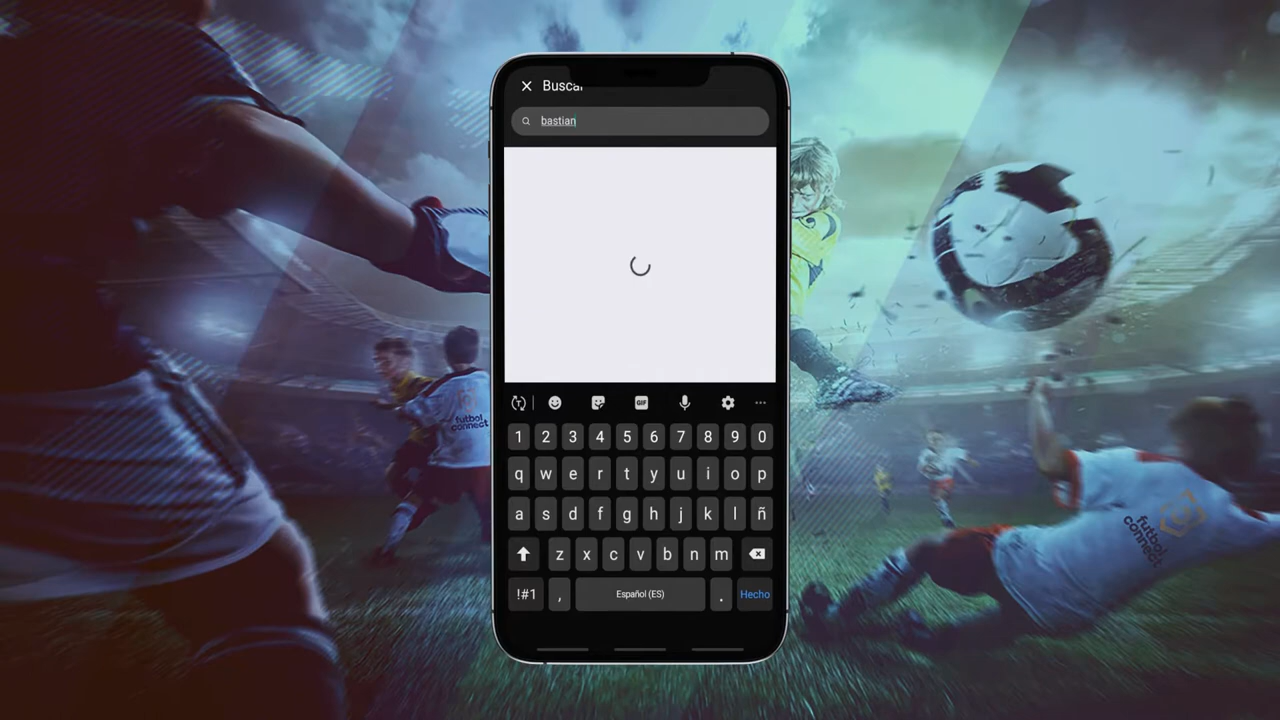 Buscar
bastian
GIF
1 2 3 4 5 6 7 8 9 0
q w e r t y u i o p
a s d f g h j k l ñ
z x c v b n m
!#1 , Español (ES) . Hecho
futbol
connect
futbol
connect